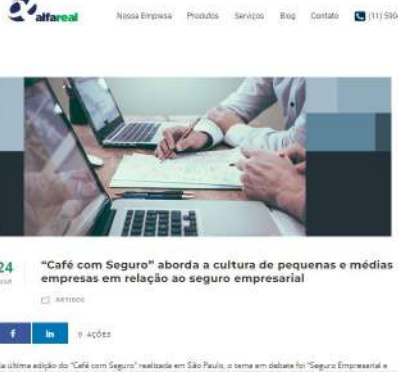 alfareal
Nossa Empresa Produtos Serviços Blog Contato (11)
24 "Café com Seguro" aborda a cultura de pequenas e médias
MAR empresas em relação ao seguro empresarial
ARTIGOS
f in 0 AÇÕES
última edição do "Café com Seguro" realizada em São Paulo, o tema em debate foi "Seguro Empresarial e